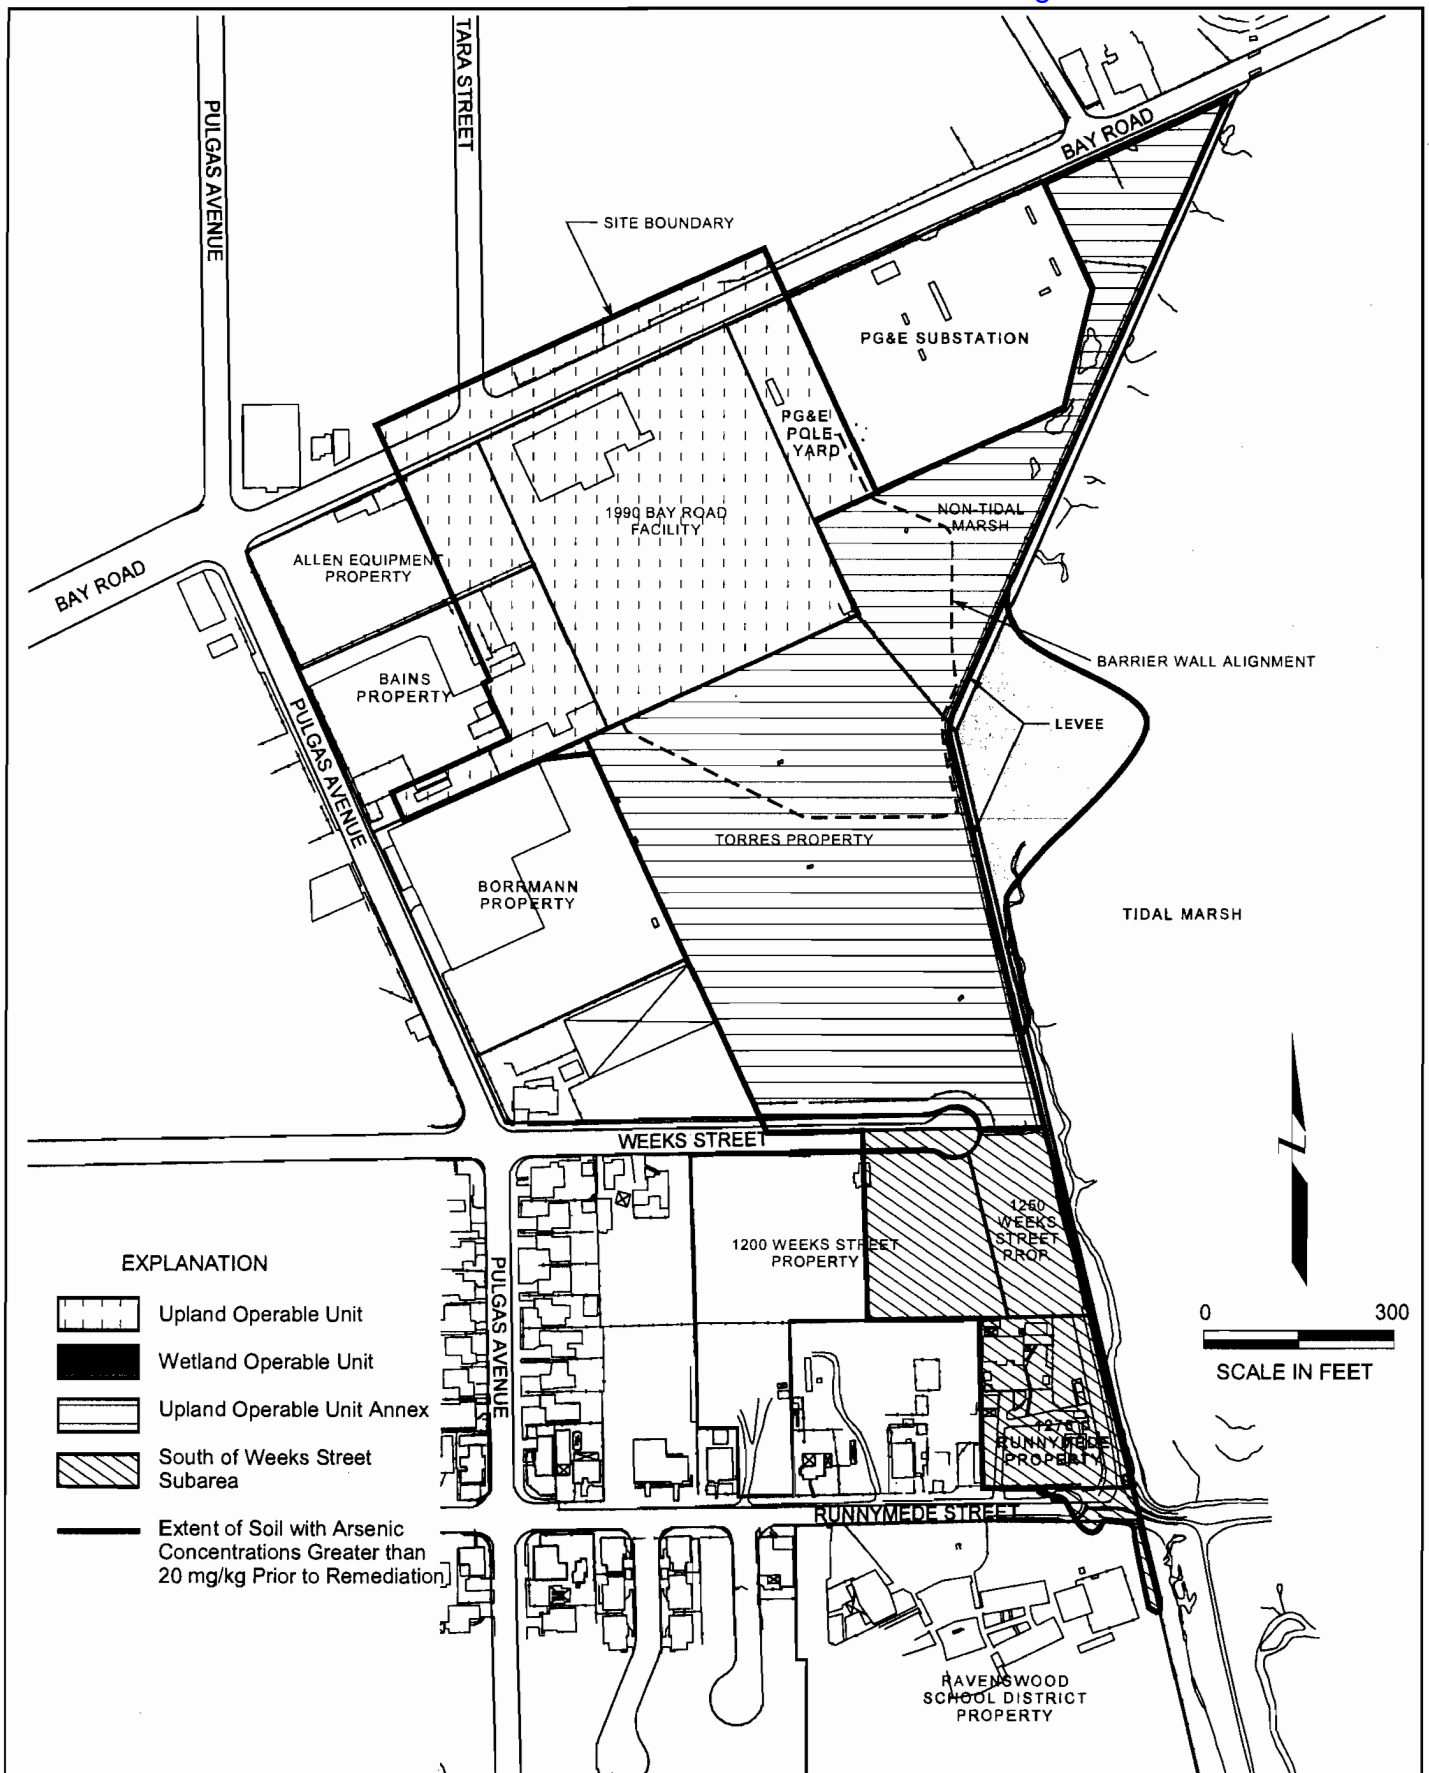 TARA STREET
PULGAS AVENUE
BAY ROAD
SITE BOUNDARY
PG&E SUBSTATION
PG&E
POLE
YARD
1990 BAY ROAD
FACILITY
NON-TIDAL
MARSH
ALLEN EQUIPMENT
PROPERTY
BAY ROAD
BAINS
PROPERTY
BARRIER WALL ALIGNMENT
PULGAS AVENUE
LEVEE
TORRES PROPERTY
BORRMANN
PROPERTY
TIDAL MARSH
WEEKS STREET
1250
WEEKS
STREET
PROP.
1200 WEEKS STREET
PROPERTY
PULGAS AVENUE
EXPLANATION
Upland Operable Unit
Wetland Operable Unit
Upland Operable Unit Annex
South of Weeks Street
Subarea
Extent of Soil with Arsenic
Concentrations Greater than
20 mg/kg Prior to Remediation
0 300
SCALE IN FEET
RUNNYMEDE
PROPERTY
RUNNYMEDE STREET
RAVENSWOOD
SCHOOL DISTRICT
PROPERTY